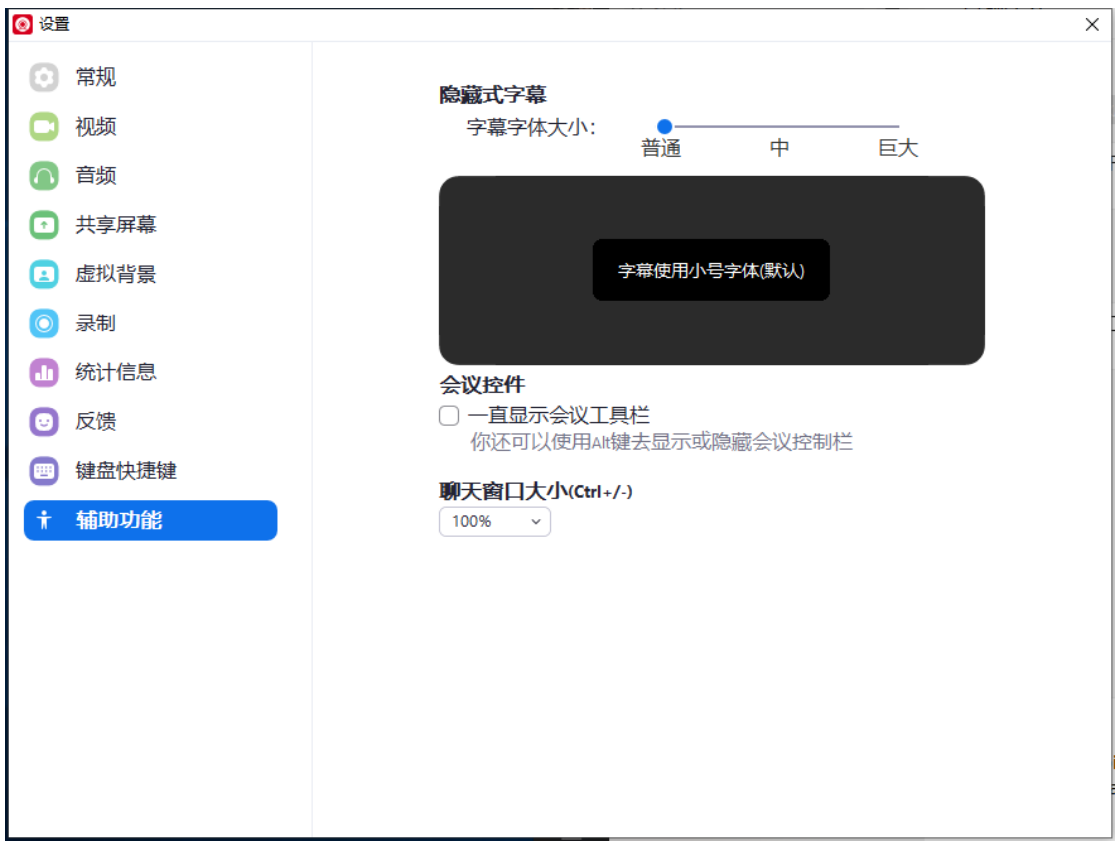 设置
常规
视频
音频
共享屏幕
虚拟背景
录制
统计信息
反馈
键盘快捷键
辅助功能
隐藏式字幕
字幕字体大小:
普通 中 巨大
字幕使用小号字体(默认)
会议控件
一直显示会议工具栏
你还可以使用Alt键去显示或隐藏会议控制栏
聊天窗口大小(Ctrl+/-)
100%